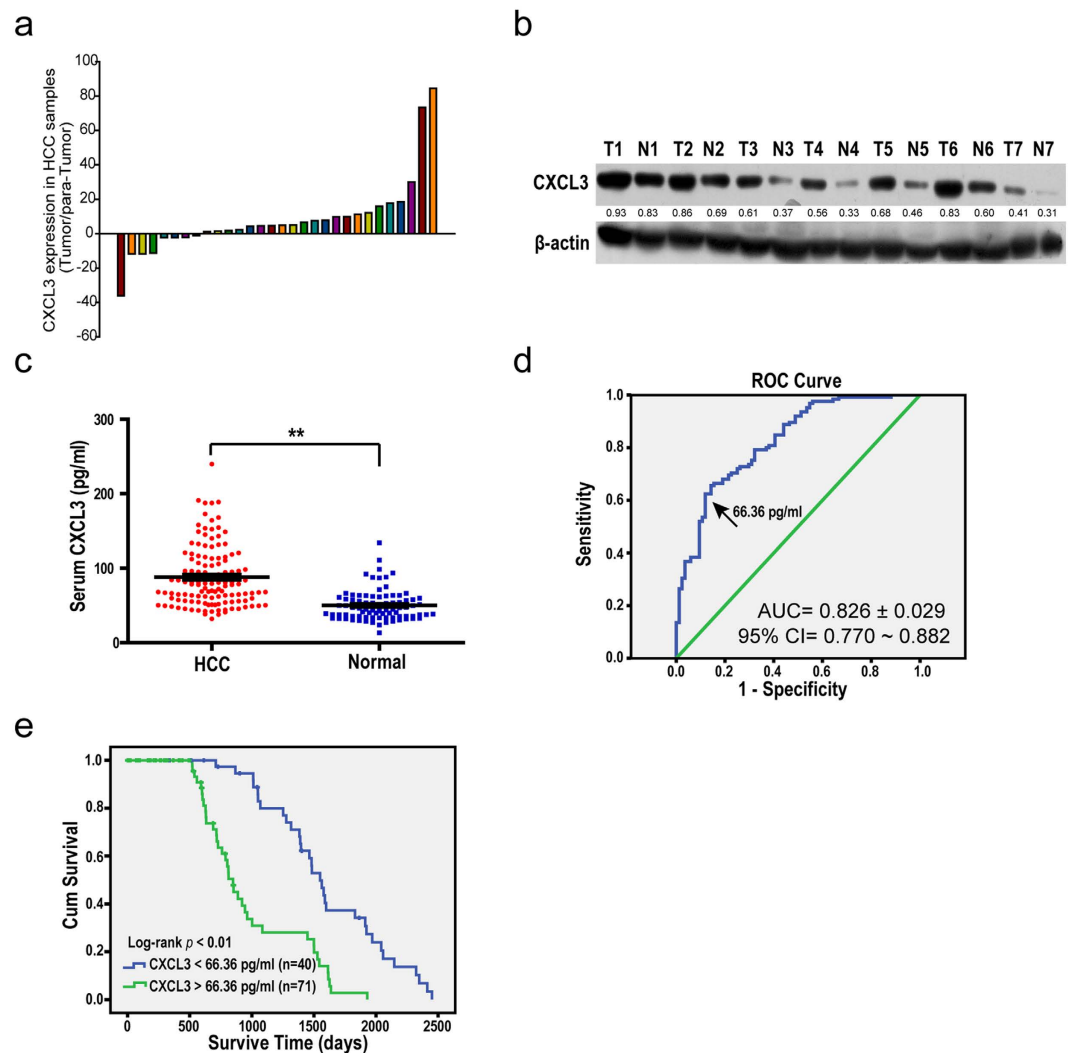 a
CXCL3 expression in HCC samples
(Tumor/para-Tumor)
100
80
60
40
20
0
-20
-40
-60
b
T1 N1 T2 N2 T3 N3 T4 N4 T5 N5 T6 N6 T7 N7
CXCL3
0.93 0.83 0.86 0.69 0.61 0.37 0.56 0.33 0.68 0.46 0.83 0.60 0.41 0.31
β-actin
c
Serum CXCL3 (pg/ml)
300
200
100
0
**
HCC Normal
d
ROC Curve
Sensitivity
1.0
0.8
0.6
0.4
0.2
0.0
66.36 pg/ml
AUC= 0.826 ± 0.029
95% CI= 0.770 ~ 0.882
0.0 0.2 0.4 0.6 0.8 1.0
1 - Specificity
e
Cum Survival
1.0
0.8
0.6
0.4
0.2
0.0
Log-rank p < 0.01
CXCL3 < 66.36 pg/ml (n=40)
CXCL3 > 66.36 pg/ml (n=71)
0 500 1000 1500 2000 2500
Survive Time (days)